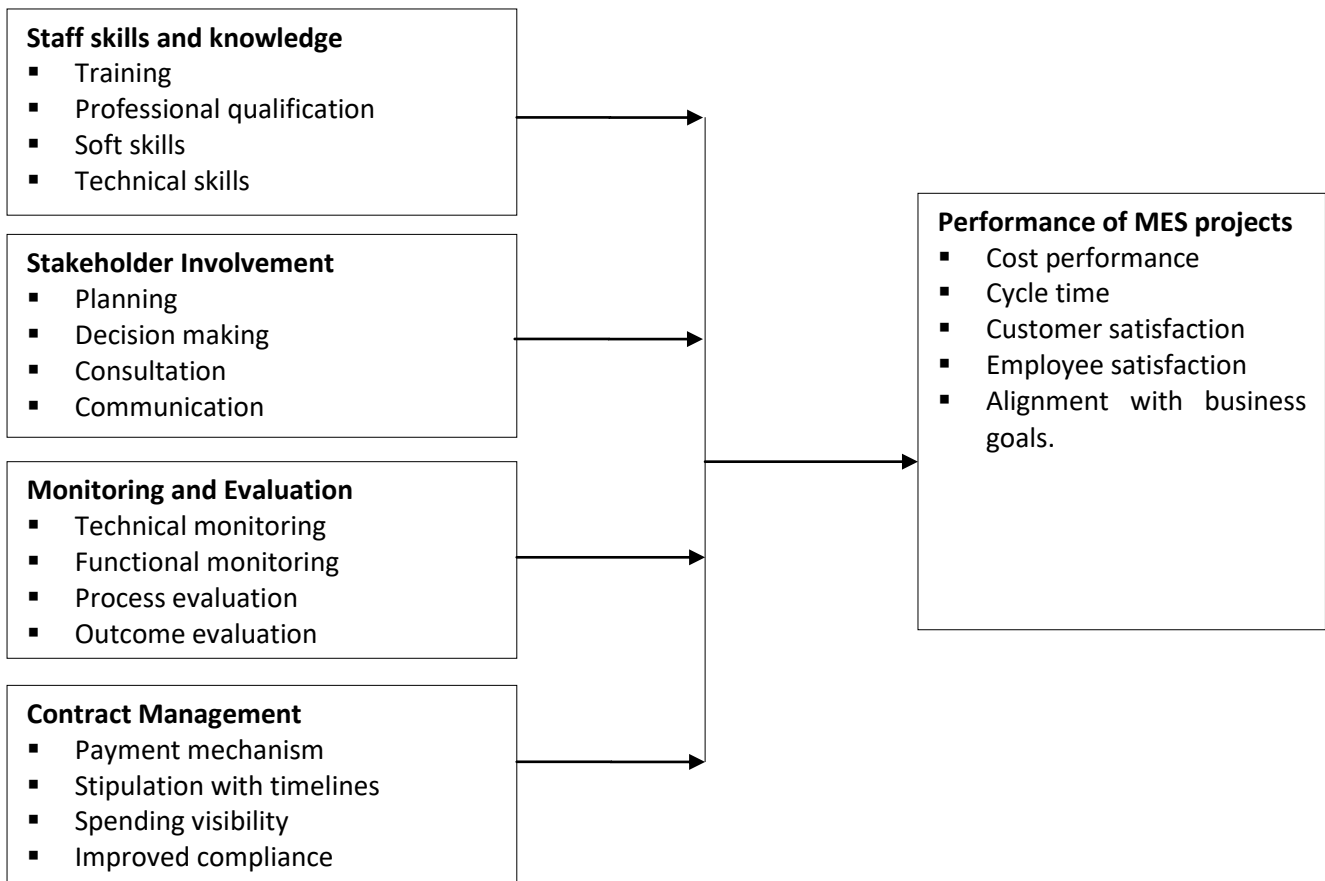 Staff skills and knowledge
▪ Training
▪ Professional qualification
▪ Soft skills
▪ Technical skills
Stakeholder Involvement
▪ Planning
▪ Decision making
▪ Consultation
▪ Communication
Monitoring and Evaluation
▪ Technical monitoring
▪ Functional monitoring
▪ Process evaluation
▪ Outcome evaluation
Contract Management
▪ Payment mechanism
▪ Stipulation with timelines
▪ Spending visibility
▪ Improved compliance
Performance of MES projects
▪ Cost performance
▪ Cycle time
▪ Customer satisfaction
▪ Employee satisfaction
▪ Alignment with business
goals.